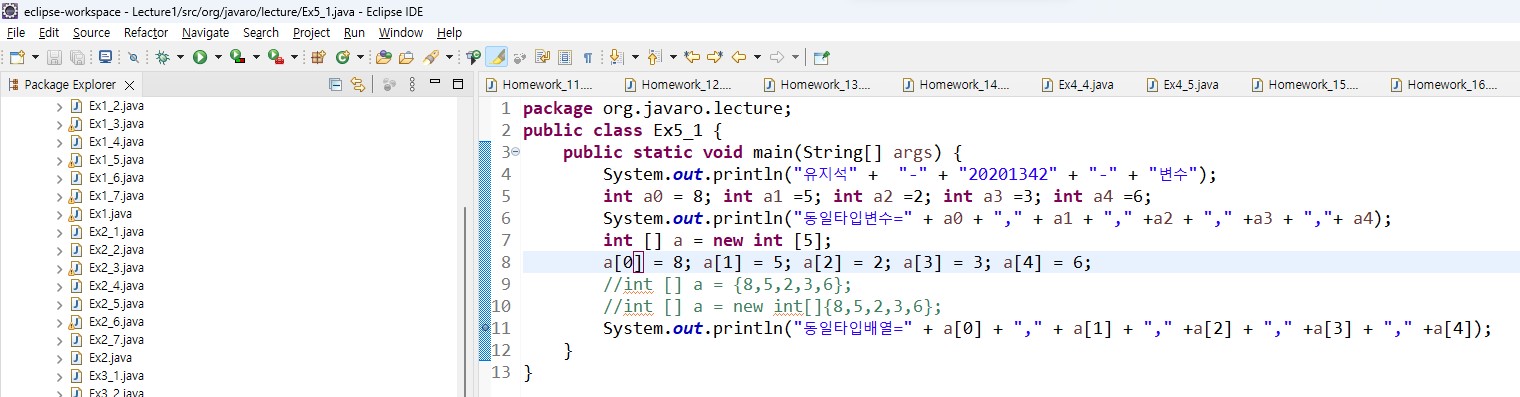 eclipse-workspace - Lecture1/src/org/javaro/lecture/Ex5_1.java - Eclipse IDE
File Edit Source Refactor Navigate Search Project Run Window Help
Package Explorer
Homework_11.... Homework_12.... Homework_13.... Homework_14.... Ex4_4.java Ex4_5.java Homework_15.... Homework_16....
Ex1_2.java
Ex1_3.java
Ex1_4.java
Ex1_5.java
Ex1_6.java
Ex1_7.java
Ex1.java
Ex2_1.java
Ex2_2.java
Ex2_3.java
Ex2_4.java
Ex2_5.java
Ex2_6.java
Ex2_7.java
Ex2.java
Ex3_1.java
Ex3_2.java
1 package org.javaro.lecture;
2 public class Ex5_1 {
3 public static void main(String[] args) {
4 System.out.println("유지석" + "-" + "20201342" + "-" + "변수");
5 int a0 = 8; int a1 =5; int a2 =2; int a3 =3; int a4 =6;
6 System.out.println("동일타입변수=" + a0 + "," + a1 + "," +a2 + "," +a3 + ","+ a4);
7 int [] a = new int [5];
8 a[0] = 8; a[1] = 5; a[2] = 2; a[3] = 3; a[4] = 6;
9 //int [] a = {8,5,2,3,6};
10 //int [] a = new int[]{8,5,2,3,6};
11 System.out.println("동일타입배열=" + a[0] + "," + a[1] + "," +a[2] + "," +a[3] + "," +a[4]);
12 }
13 }